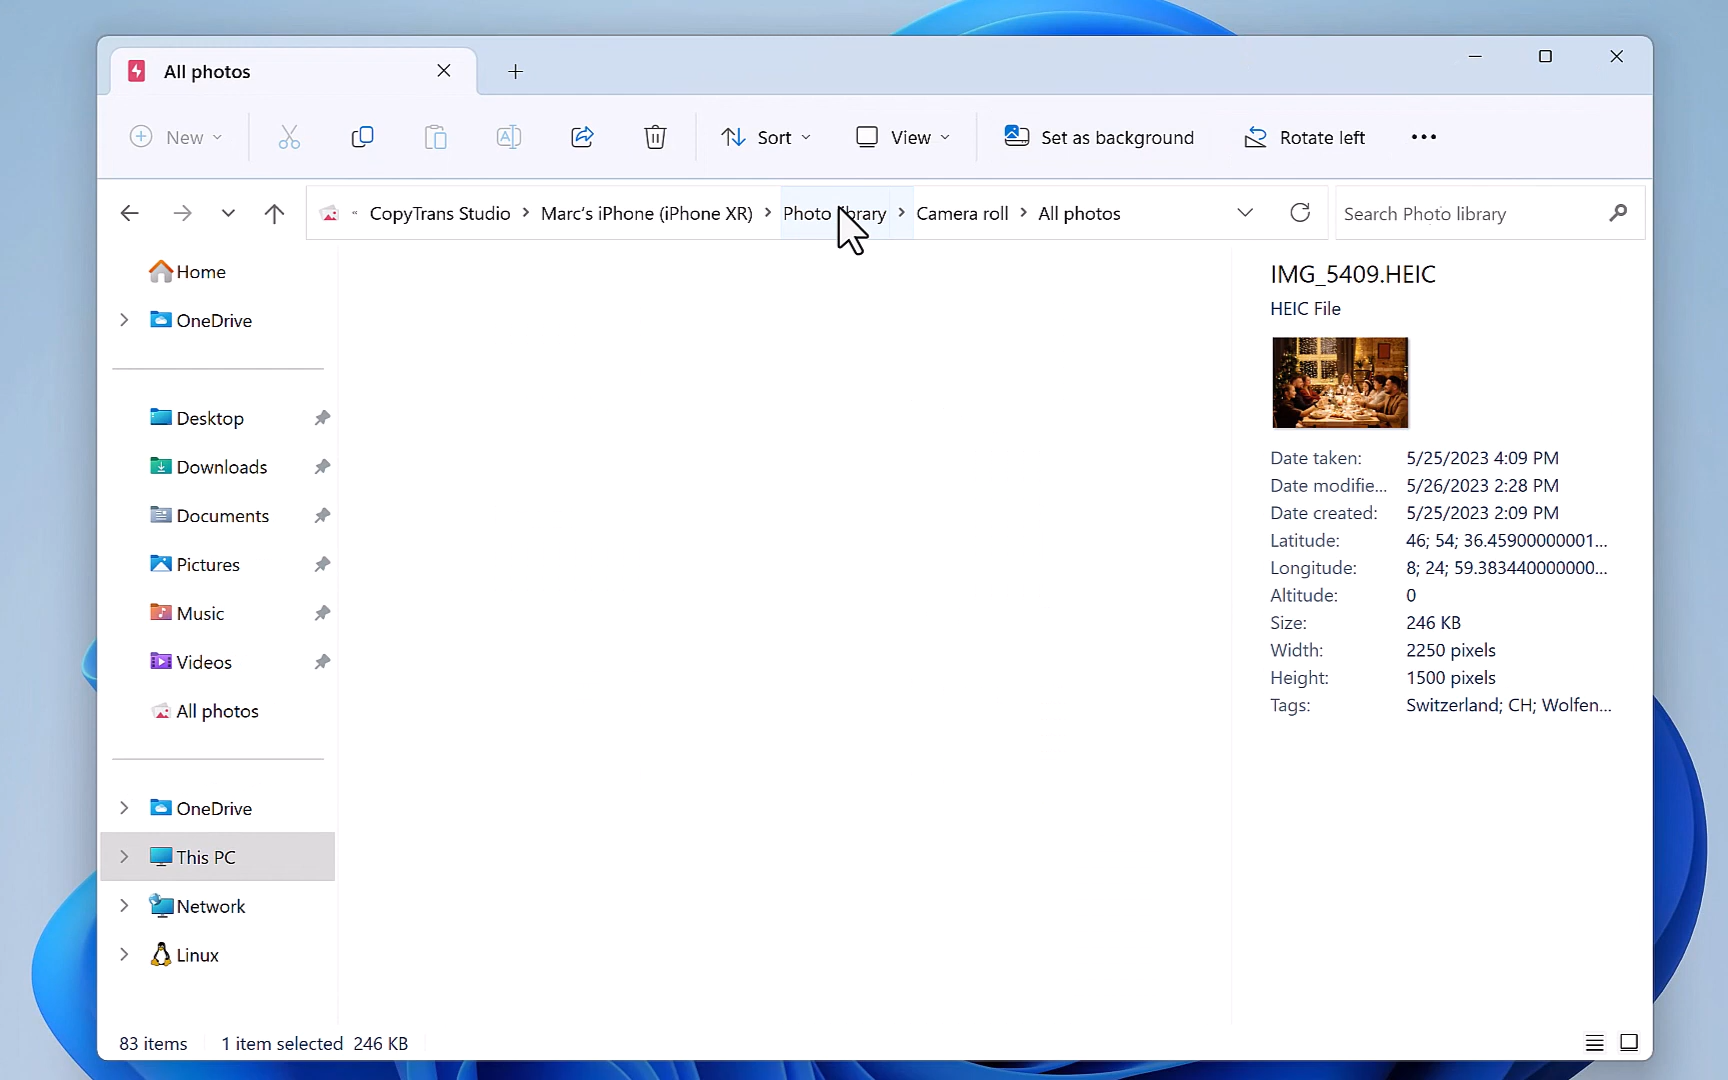 All photos
New
Sort
View
Set as background
Rotate left
CopyTrans Studio
Marc's iPhone (iPhone XR)
Photo library
Camera roll
All photos
Search Photo library
Home
OneDrive
Desktop
Downloads
Documents
Pictures
Music
Videos
All photos
OneDrive
This PC
Network
Linux
IMG_5409.HEIC
HEIC File
Date taken: 5/25/2023 4:09 PM
Date modifie... 5/26/2023 2:28 PM
Date created: 5/25/2023 2:09 PM
Latitude: 46; 54; 36.45900000001...
Longitude: 8; 24; 59.383440000000...
Altitude: 0
Size: 246 KB
Width: 2250 pixels
Height: 1500 pixels
Tags: Switzerland; CH; Wolfen...
83 items 1 item selected 246 KB